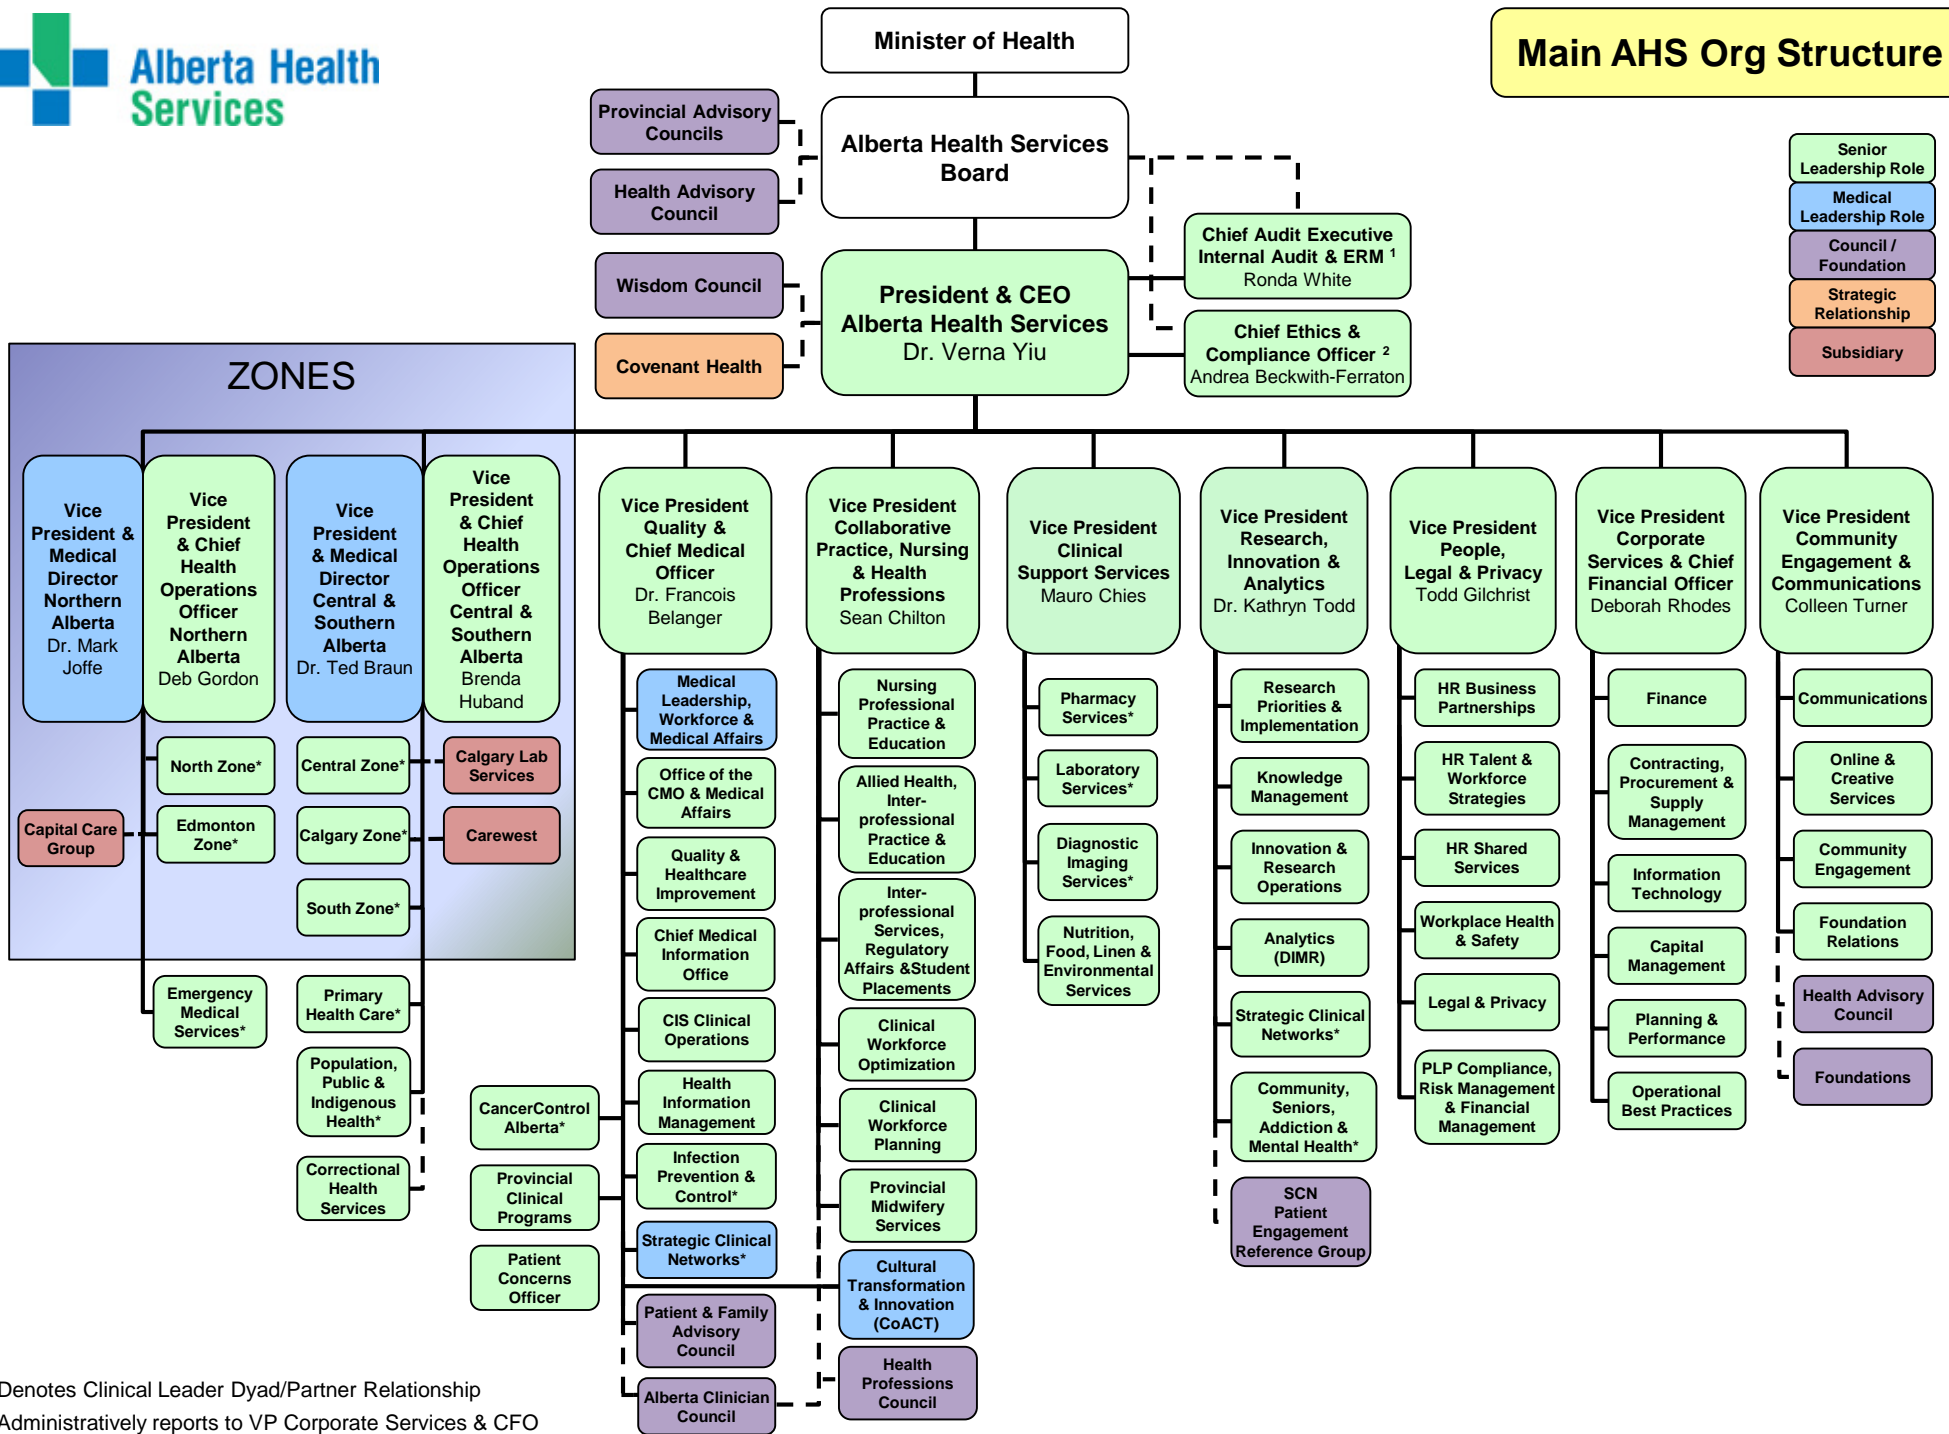 Alberta Health
Services
Main AHS Org Structure
Minister of Health
Provincial Advisory
Councils
Health Advisory
Council
Alberta Health Services
Board
Senior
Leadership Role
Medical
Leadership Role
Council /
Foundation
Strategic
Relationship
Subsidiary
Wisdom Council
Covenant Health
President & CEO
Alberta Health Services
Dr. Verna Yiu
Chief Audit Executive
Internal Audit & ERM 1
Ronda White
Chief Ethics &
Compliance Officer 2
Andrea Beckwith-Ferraton
ZONES
Vice
President &
Medical
Director
Northern
Alberta
Dr. Mark
Joffe
Vice
President
& Chief
Health
Operations
Officer
Northern
Alberta
Deb Gordon
Vice
President
& Medical
Director
Central &
Southern
Alberta
Dr. Ted Braun
Vice
President
& Chief
Health
Operations
Officer
Central &
Southern
Alberta
Brenda
Huband
North Zone*
Capital Care
Group
Edmonton
Zone*
Central Zone*
Calgary Lab
Services
Calgary Zone*
Carewest
South Zone*
Emergency
Medical
Services*
Primary
Health Care*
Population,
Public &
Indigenous
Health*
Correctional
Health
Services
Vice President
Quality &
Chief Medical
Officer
Dr. Francois
Belanger
Medical
Leadership,
Workforce &
Medical Affairs
Office of the
CMO & Medical
Affairs
Quality &
Healthcare
Improvement
Chief Medical
Information
Office
CIS Clinical
Operations
Health
Information
Management
Infection
Prevention &
Control*
Strategic Clinical
Networks*
Patient & Family
Advisory
Council
Alberta Clinician
Council
CancerControl
Alberta*
Provincial
Clinical
Programs
Patient
Concerns
Officer
Vice President
Collaborative
Practice, Nursing
& Health
Professions
Sean Chilton
Nursing
Professional
Practice &
Education
Allied Health,
Inter-
professional
Practice &
Education
Inter-
professional
Services,
Regulatory
Affairs &Student
Placements
Clinical
Workforce
Optimization
Clinical
Workforce
Planning
Provincial
Midwifery
Services
Cultural
Transformation
& Innovation
(CoACT)
Health
Professions
Council
Vice President
Clinical
Support Services
Mauro Chies
Pharmacy
Services*
Laboratory
Services*
Diagnostic
Imaging
Services*
Nutrition,
Food, Linen &
Environmental
Services
Vice President
Research,
Innovation &
Analytics
Dr. Kathryn Todd
Research
Priorities &
Implementation
Knowledge
Management
Innovation &
Research
Operations
Analytics
(DIMR)
Strategic Clinical
Networks*
Community,
Seniors,
Addiction &
Mental Health*
SCN
Patient
Engagement
Reference Group
Vice President
People,
Legal & Privacy
Todd Gilchrist
HR Business
Partnerships
HR Talent &
Workforce
Strategies
HR Shared
Services
Workplace Health
& Safety
Legal & Privacy
PLP Compliance,
Risk Management
& Financial
Management
Vice President
Corporate
Services & Chief
Financial Officer
Deborah Rhodes
Finance
Contracting,
Procurement &
Supply
Management
Information
Technology
Capital
Management
Planning &
Performance
Operational
Best Practices
Vice President
Community
Engagement &
Communications
Colleen Turner
Communications
Online &
Creative
Services
Community
Engagement
Foundation
Relations
Health Advisory
Council
Foundations
Denotes Clinical Leader Dyad/Partner Relationship
Administratively reports to VP Corporate Services & CFO